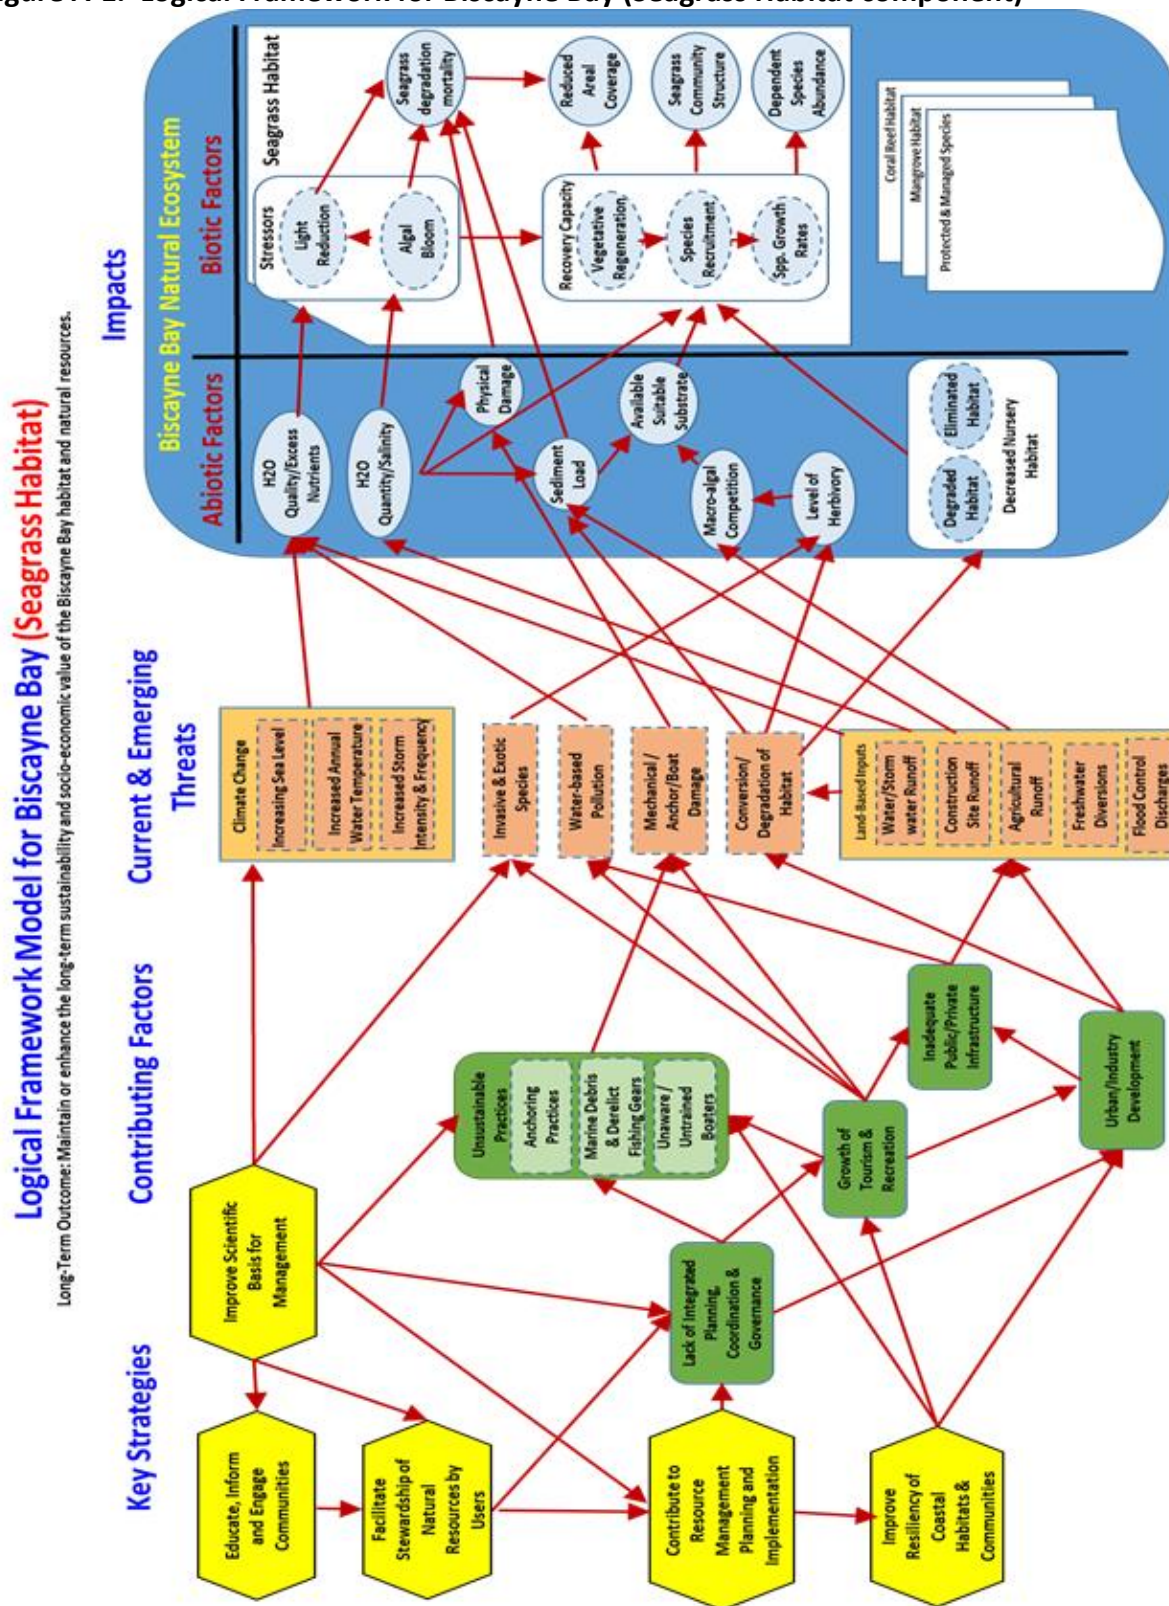 Figure A-1. Logical Framework for Biscayne Bay (Seagrass Habitat component)
Logical Framework Model for Biscayne Bay (Seagrass Habitat)
Long-Term Outcome: Maintain or enhance the long-term sustainability and socio-economic value of the Biscayne Bay habitat and natural resources.
Key Strategies
Contributing Factors
Current & Emerging
Threats
Impacts
Educate, Inform
and Engage
Communities
Facilitate
Stewardship of
Natural
Resources by
Users
Contribute to
Resource
Management
Planning and
Implementation
Improve
Resiliency of
Coastal
Habitats &
Communities
Improve Scientific
Basis for
Management
Lack of Integrated
Planning,
Coordination &
Governance
Unsustainable
Practices
Anchoring
Practices
Marine Debris
& Derelict
Fishing Gears
Unaware /
Untrained
Boaters
Growth of
Tourism &
Recreation
Inadequate
Public/Private
Infrastructure
Urban/Industry
Development
Climate Change
Increasing Sea Level
Increased Annual
Water Temperature
Increased Storm
Intensity & Frequency
Invasive & Exotic
Species
Water-based
Pollution
Mechanical /
Anchor/Boat
Damage
Conversion/
Degradation of
Habitat
Land-Based Inputs
Water/Storm
water Runoff
Construction
Site Runoff
Agricultural
Runoff
Freshwater
Diversions
Flood Control
Discharges
Biscayne Bay Natural Ecosystem
Abiotic Factors
H2O
Quality/Excess
Nutrients
H2O
Quantity/Salinity
Physical
Damage
Sediment
Load
Available
Suitable
Substrate
Macro-algal
Competition
Level of
Herbivory
Degraded
Habitat
Eliminated
Habitat
Decreased Nursery
Habitat
Biotic Factors
Seagrass Habitat
Stressors
Light
Reduction
Algal
Bloom
Seagrass
degradation
mortality
Recovery Capacity
Vegetative
Regeneration
Species
Recruitment
Spp. Growth
Rates
Reduced
Areal
Coverage
Seagrass
Community
Structure
Dependent
Species
Abundance
Coral Reef Habitat
Mangrove Habitat
Protected & Managed Species